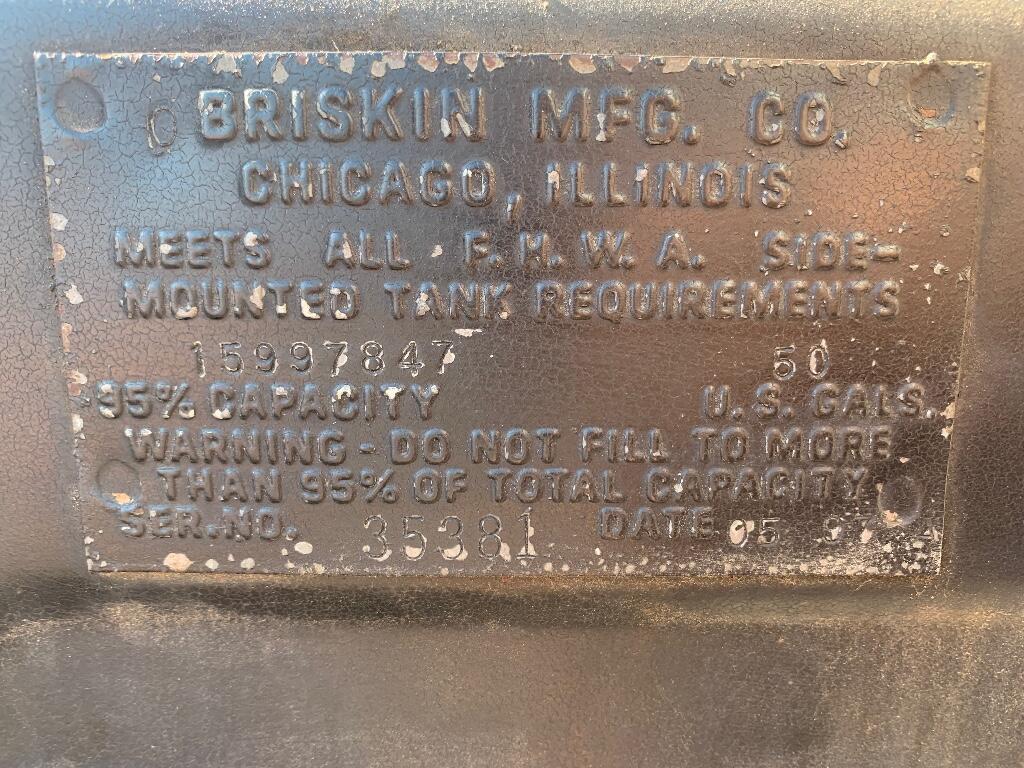 BRISKIN MFG. CO.
CHICAGO, ILLINOIS
MEETS ALL F.H.W.A. SIDE-
MOUNTED TANK REQUIREMENTS
15997847 50
95% CAPACITY U.S. GALS.
WARNING - DO NOT FILL TO MORE
THAN 95% OF TOTAL CAPACITY
SER. NO. 35381 DATE 05